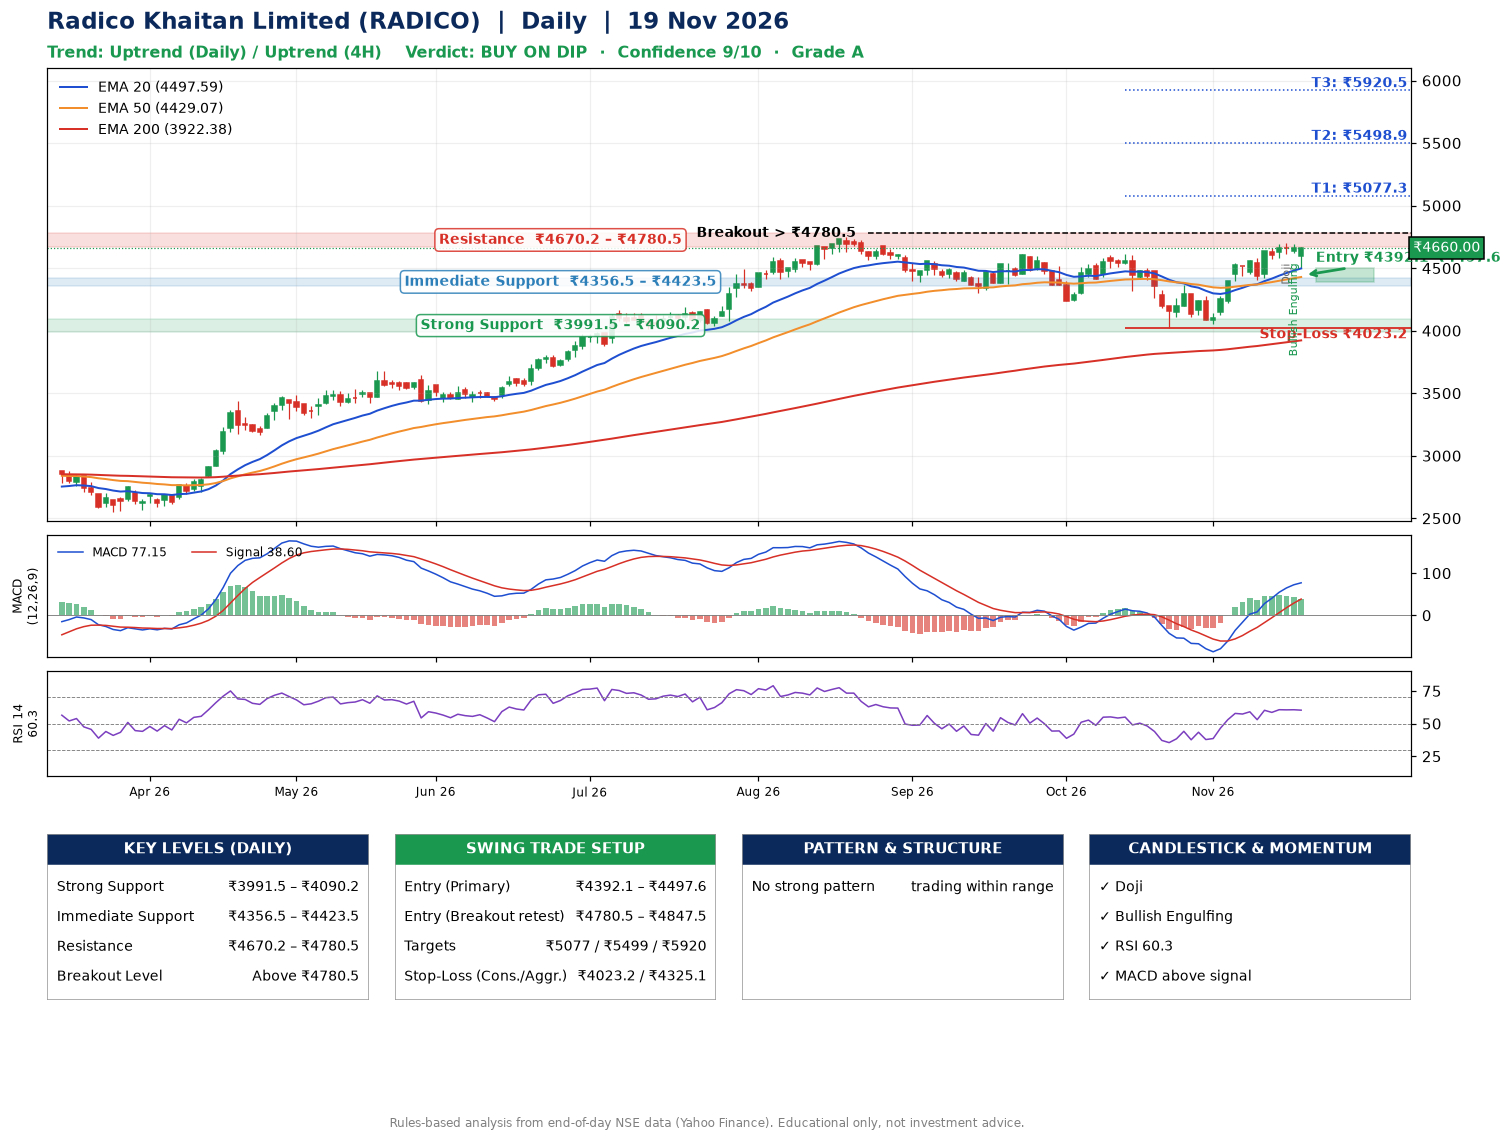 Radico Khaitan Limited (RADICO) | Daily | 19 Nov 2026
Trend: Uptrend (Daily) / Uptrend (4H) Verdict: BUY ON DIP · Confidence 9/10 · Grade A
EMA 20 (4497.59)
EMA 50 (4429.07)
EMA 200 (3922.38)
T3: ₹5920.5
T2: ₹5498.9
T1: ₹5077.3
Breakout > ₹4780.5
Resistance ₹4670.2 – ₹4780.5
₹4660.00
Entry ₹4392.
Immediate Support ₹4356.5 – ₹4423.5
Strong Support ₹3991.5 – ₹4090.2
Stop-Loss ₹4023.2
Doji
Bullish Engulfing
6000
5500
5000
4500
4000
3500
3000
2500
MACD 77.15 Signal 38.60
MACD
(12,26,9)
100
0
RSI 14
60.3
75
50
25
Apr 26 May 26 Jun 26 Jul 26 Aug 26 Sep 26 Oct 26 Nov 26
KEY LEVELS (DAILY)
Strong Support ₹3991.5 – ₹4090.2
Immediate Support ₹4356.5 – ₹4423.5
Resistance ₹4670.2 – ₹4780.5
Breakout Level Above ₹4780.5
SWING TRADE SETUP
Entry (Primary) ₹4392.1 – ₹4497.6
Entry (Breakout retest) ₹4780.5 – ₹4847.5
Targets ₹5077 / ₹5499 / ₹5920
Stop-Loss (Cons./Aggr.) ₹4023.2 / ₹4325.1
PATTERN & STRUCTURE
No strong pattern trading within range
CANDLESTICK & MOMENTUM
✓ Doji
✓ Bullish Engulfing
✓ RSI 60.3
✓ MACD above signal
Rules-based analysis from end-of-day NSE data (Yahoo Finance). Educational only, not investment advice.